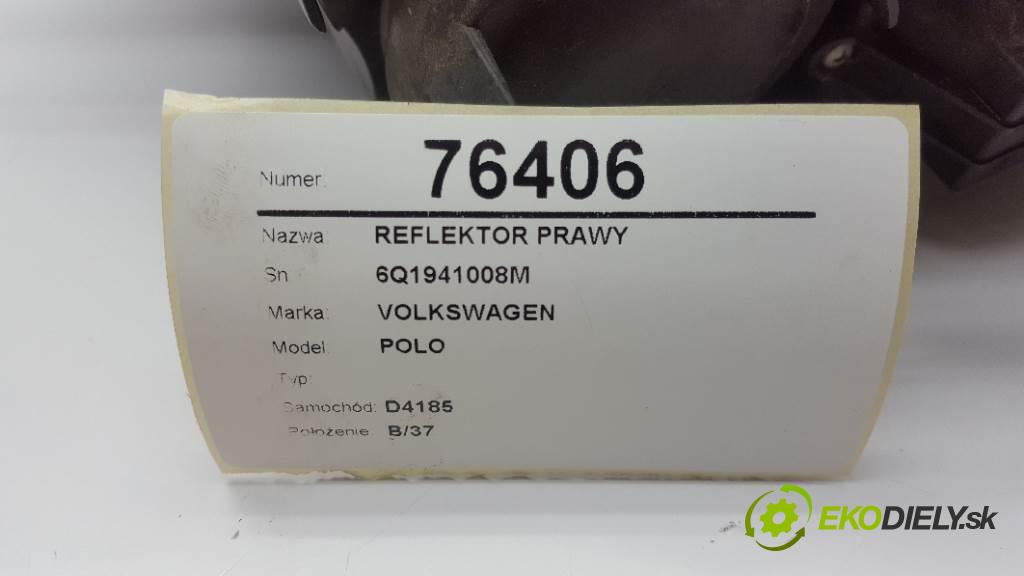 Numer: 76406
Nazwa: REFLEKTOR PRAWY
Sn 6Q1941008M
Marka: VOLKSWAGEN
Model: POLO
Typ:
Samochód: D4185
Położenie: B/37
EKODIELY.sk